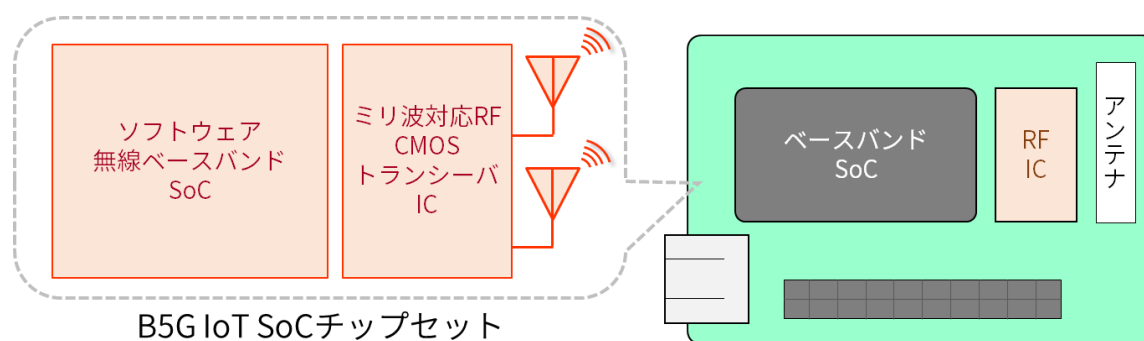 ソフトウェア
無線ベースバンド
SoC
ミリ波対応RF
CMOS
トランシーバ
IC
B5G IoT SoCチップセット
ベースバンド
SoC
RF
IC
アンテナ